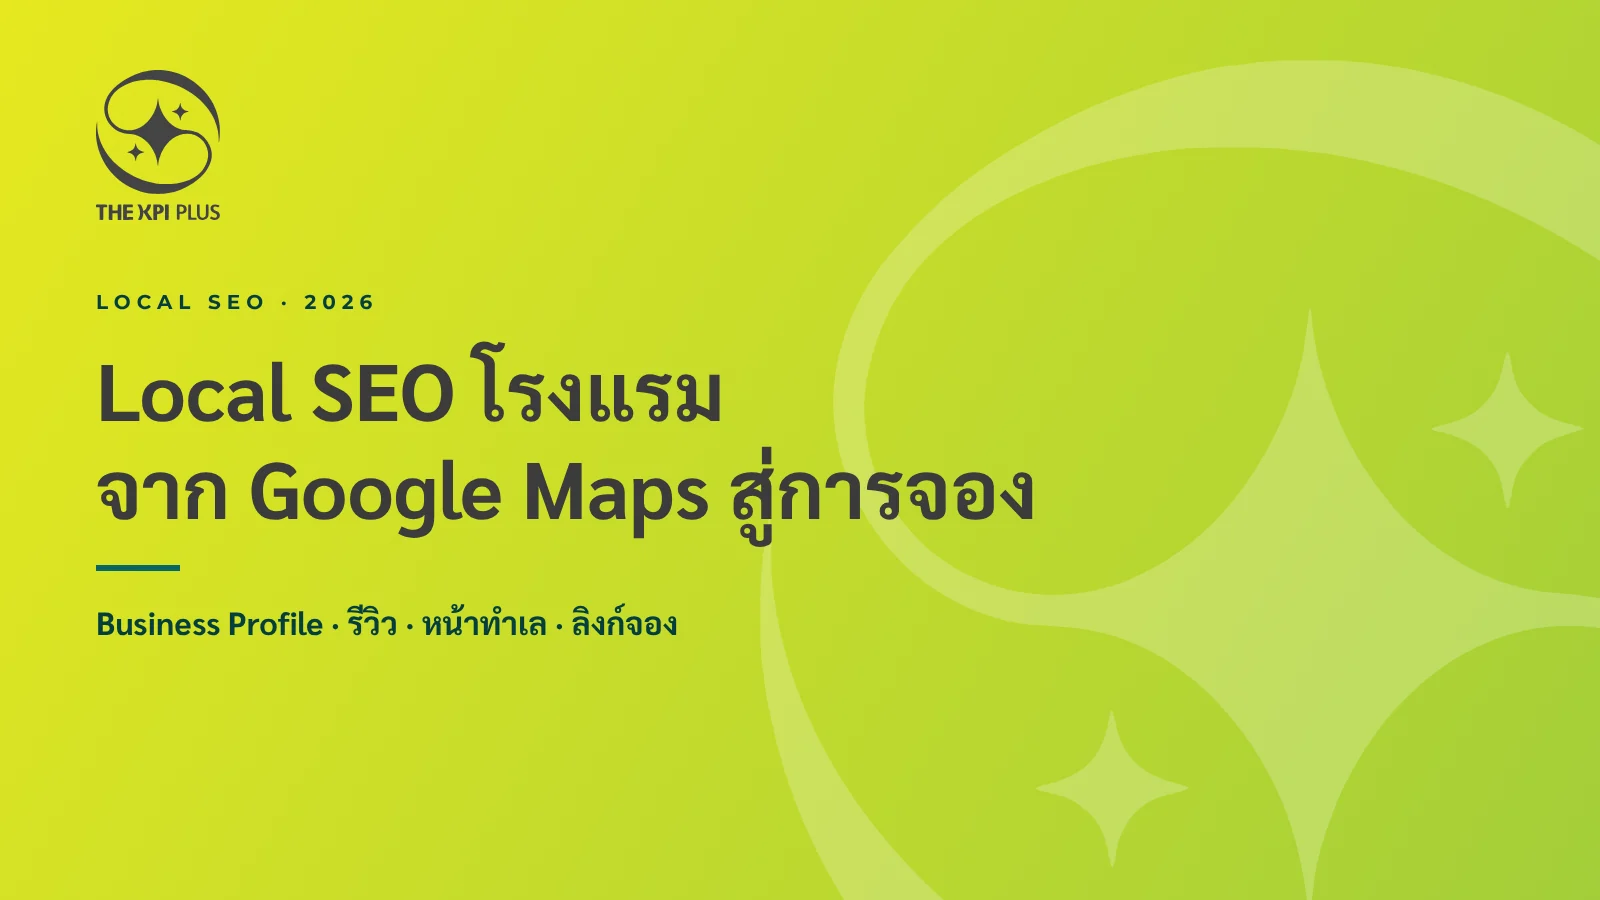 THE XPI PLUS
LOCAL SEO · 2026
Local SEO โรงแรม
จาก Google Maps สู่การจอง
Business Profile · รีวิว · หน้าทำเล · ลิงก์จอง